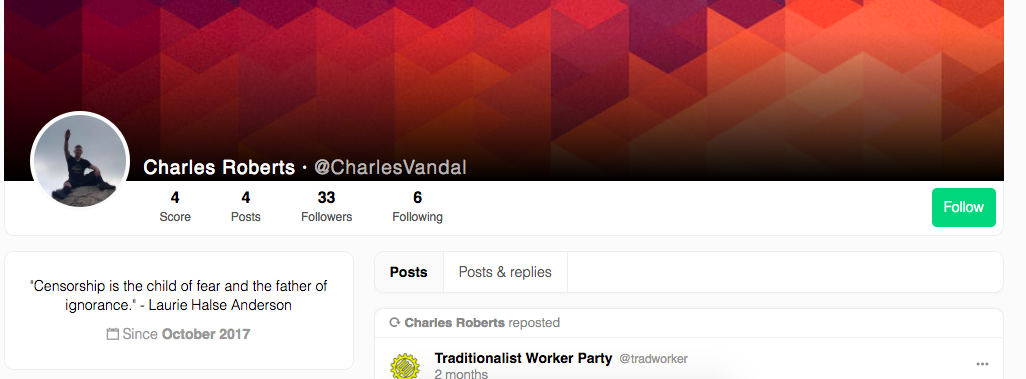 Charles Roberts · @CharlesVandal
4 4 33 6
Score Posts Followers Following
Follow
"Censorship is the child of fear and the father of
ignorance." - Laurie Halse Anderson
Since October 2017
Posts Posts & replies
Charles Roberts reposted
Traditionalist Worker Party @tradworker
2 months